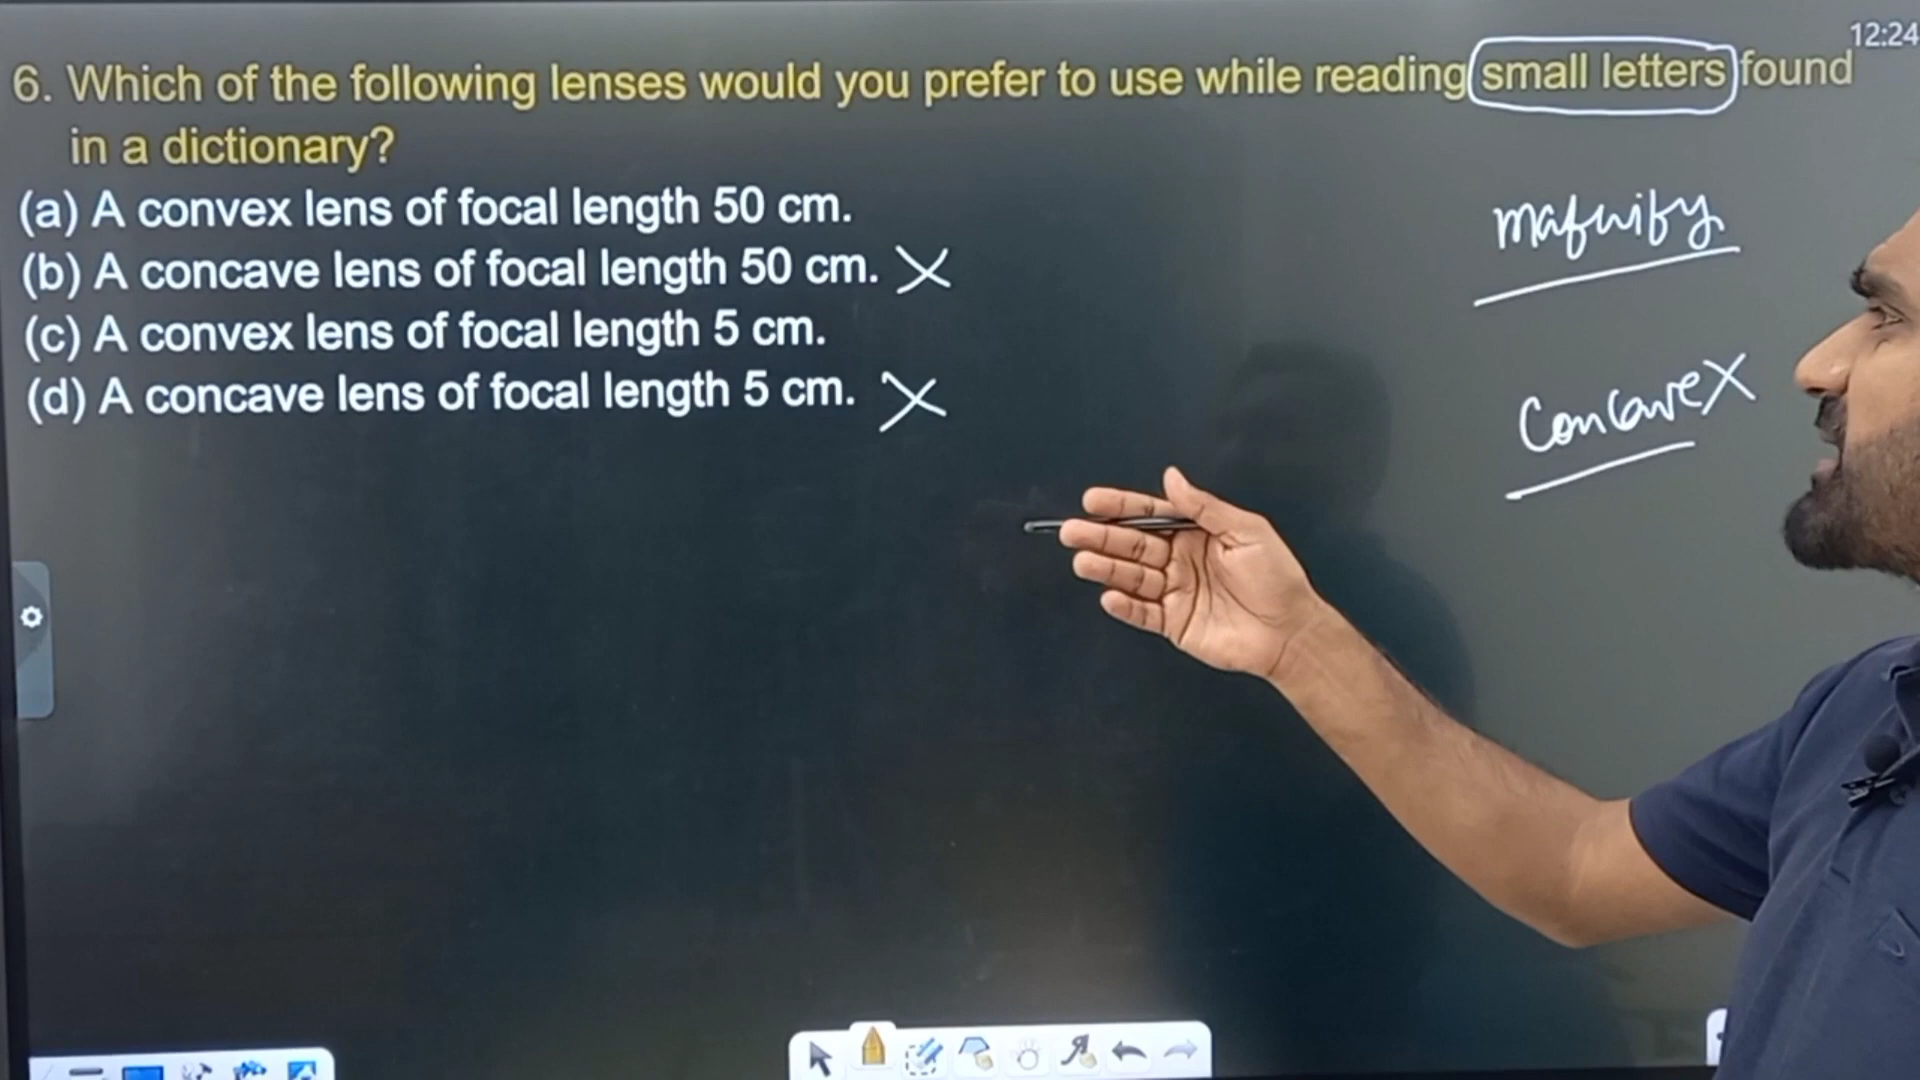 12:24
6. Which of the following lenses would you prefer to use while reading small letters found
in a dictionary?
(a) A convex lens of focal length 50 cm.
(b) A concave lens of focal length 50 cm. X
(c) A convex lens of focal length 5 cm.
(d) A concave lens of focal length 5 cm. X
magnify
Concave X